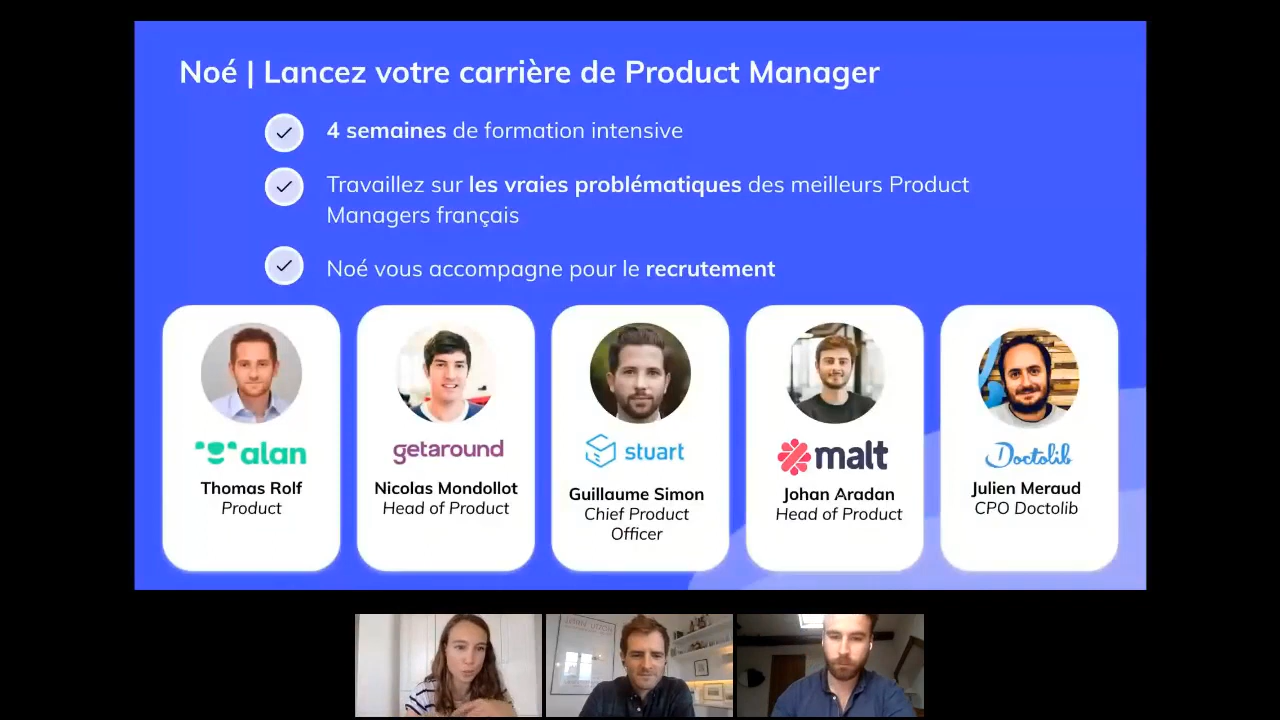 Noé | Lancez votre carrière de Product Manager
4 semaines de formation intensive
Travaillez sur les vraies problématiques des meilleurs Product
Managers français
Noé vous accompagne pour le recrutement
alan
Thomas Rolf
Product
getaround
Nicolas Mondollot
Head of Product
stuart
Guillaume Simon
Chief Product
Officer
malt
Johan Aradan
Head of Product
Doctolib
Julien Meraud
CPO Doctolib